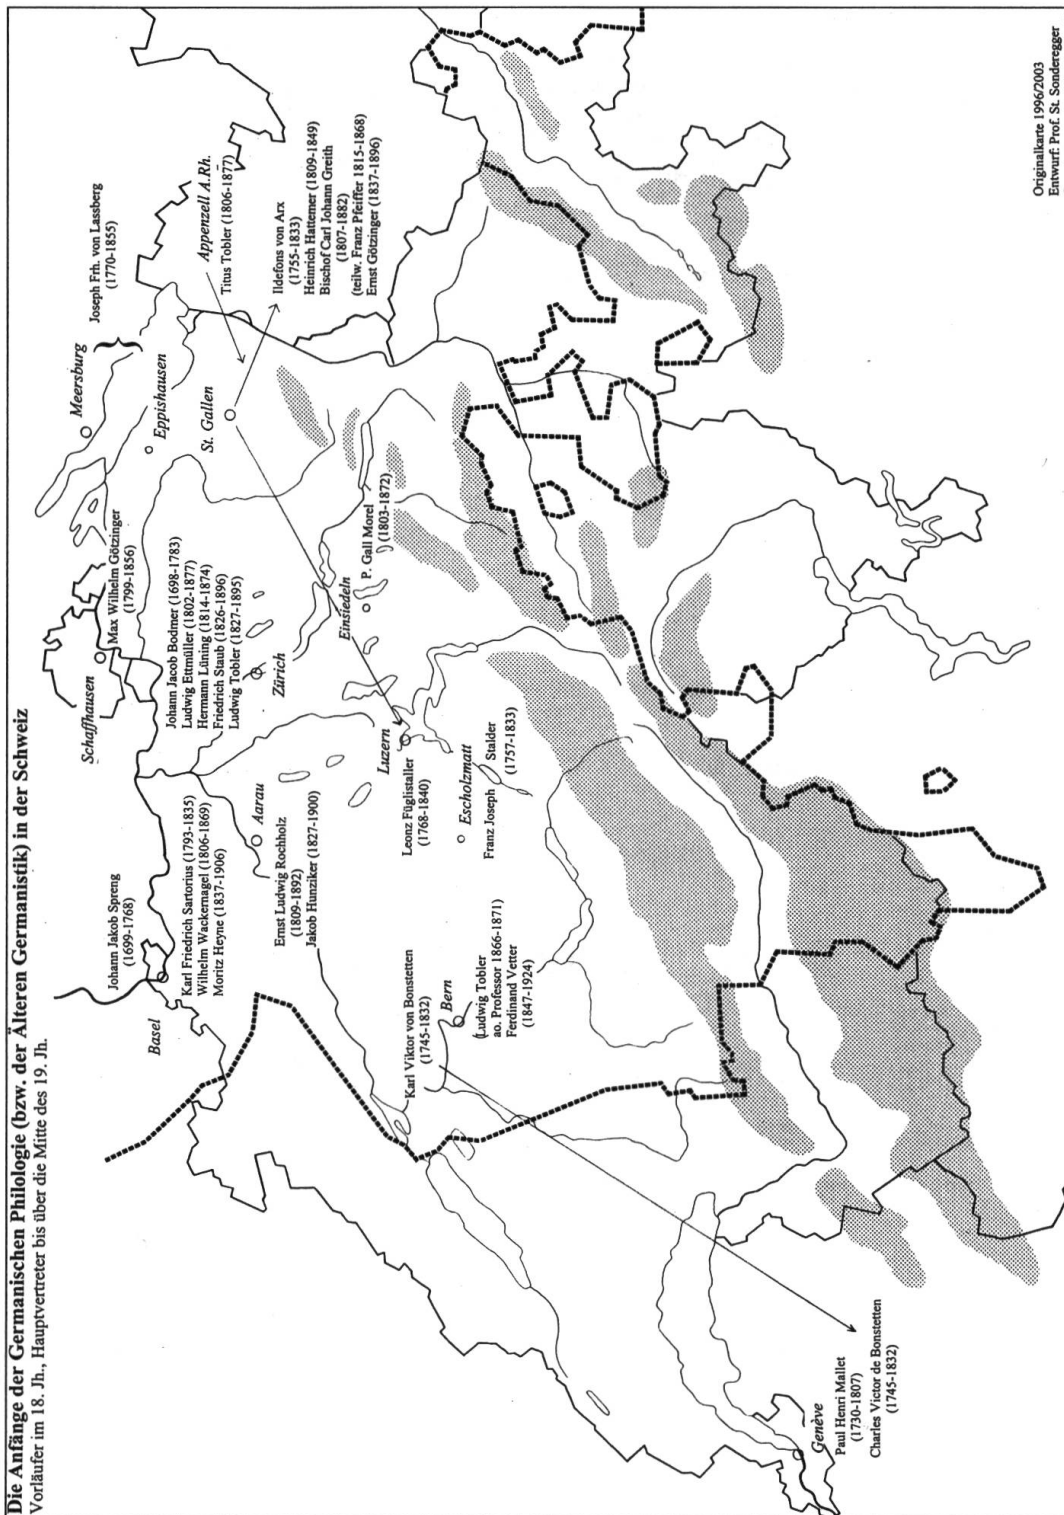 Die Anfänge der Germanischen Philologie (bzw. der Älteren Germanistik) in der Schweiz
Vorläufer im 18. Jh., Hauptvertreter bis über die Mitte des 19. Jh.
Johann Jakob Spreng
(1699-1768)
Basel
Karl Friedrich Sartorius (1793-1835)
Wilhelm Wackernagel (1806-1869)
Moritz Heyne (1837-1906)
Schaffhausen
Max Wilhelm Götzinger
(1799-1856)
Meersburg
Joseph Frh. von Lassberg
(1770-1855)
Eppishausen
Johann Jacob Bodmer (1698-1783)
Ludwig Ettmüller (1802-1877)
Hermann Lüning (1814-1874)
Friedrich Staub (1826-1896)
Ludwig Tobler (1827-1895)
Zürich
St. Gallen
Appenzell A.Rh.
Titus Tobler (1806-1877)
Ildefons von Arx
(1755-1833)
Heinrich Hattemer (1809-1849)
Bischof Carl Johann Greith
(1807-1882)
(teilw. Franz Pfeiffer 1815-1868)
Ernst Götzinger (1837-1896)
Aarau
Ernst Ludwig Rochholz
(1809-1892)
Jakob Hunziker (1827-1900)
Einsiedeln
P. Gall Morel
(1803-1872)
Luzern
Leonz Füglistaller
(1768-1840)
Escholzmatt
Franz Joseph Stalder
(1757-1833)
Karl Viktor von Bonstetten
(1745-1832)
Bern
(Ludwig Tobler
ao. Professor 1866-1871)
Ferdinand Vetter
(1847-1924)
Genève
Paul Henri Mallet
(1730-1807)
Charles Victor de Bonstetten
(1745-1832)
Originalkarte 1996/2003
Entwurf: Prof. St. Sonderegger